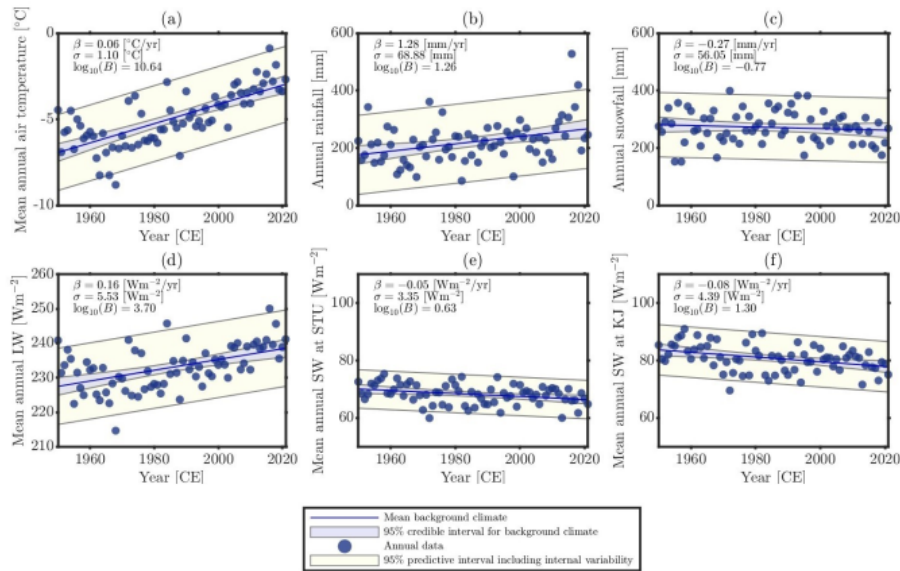 (a)
Mean annual air temperature [°C]
β = 0.06 [°C/yr]
σ = 1.10 [°C]
log₁₀(B) = 10.64
0
-5
-10
1960 1980 2000 2020
Year [CE]
(b)
Annual rainfall [mm]
β = 1.28 [mm/yr]
σ = 68.88 [mm]
log₁₀(B) = 1.26
600
400
200
0
1960 1980 2000 2020
Year [CE]
(c)
Annual snowfall [mm]
β = −0.27 [mm/yr]
σ = 56.05 [mm]
log₁₀(B) = −0.77
600
400
200
0
1960 1980 2000 2020
Year [CE]
(d)
Mean annual LW [Wm⁻²]
β = 0.16 [Wm⁻²/yr]
σ = 5.53 [Wm⁻²]
log₁₀(B) = 3.70
260
250
240
230
220
210
1960 1980 2000 2020
Year [CE]
(e)
Mean annual SW at STU [Wm⁻²]
β = −0.05 [Wm⁻²/yr]
σ = 3.35 [Wm⁻²]
log₁₀(B) = 0.63
100
80
60
1960 1980 2000 2020
Year [CE]
(f)
Mean annual SW at KJ [Wm⁻²]
β = −0.08 [Wm⁻²/yr]
σ = 4.39 [Wm⁻²]
log₁₀(B) = 1.30
100
80
60
1960 1980 2000 2020
Year [CE]
Mean background climate
95% credible interval for background climate
Annual data
95% predictive interval including internal variability